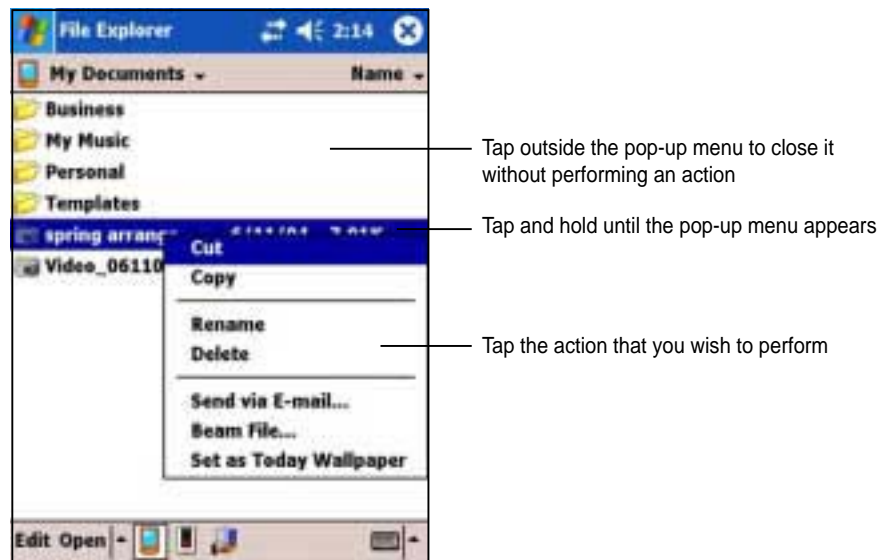 File Explorer 2:14
My Documents Name
Business
My Music
Personal
Templates
spring arrang
Video_06110
Cut
Copy
Rename
Delete
Send via E-mail...
Beam File...
Set as Today Wallpaper
Edit Open
Tap outside the pop-up menu to close it
without performing an action
Tap and hold until the pop-up menu appears
Tap the action that you wish to perform